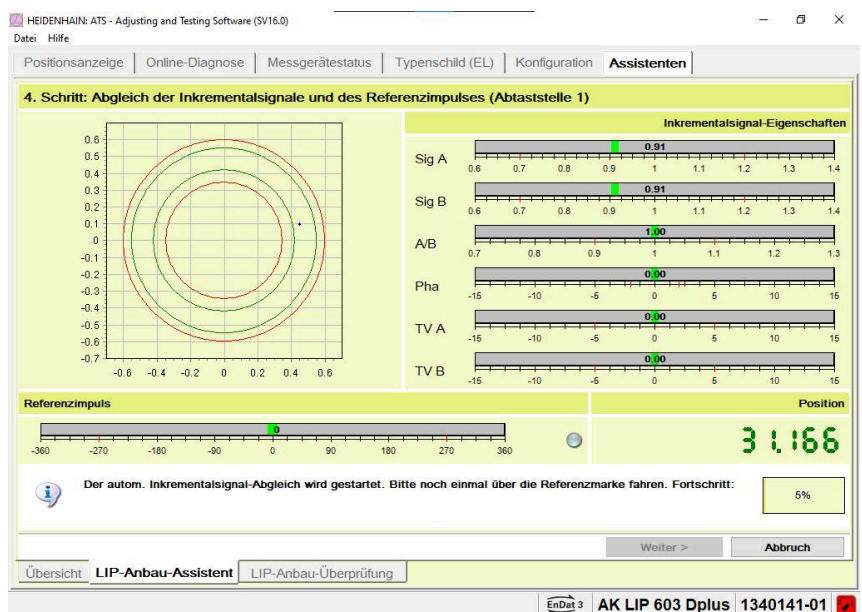 HEIDENHAIN: ATS - Adjusting and Testing Software (SV16.0)
Datei Hilfe
Positionsanzeige Online-Diagnose Messgerätestatus Typenschild (EL) Konfiguration Assistenten
4. Schritt: Abgleich der Inkrementalsignale und des Referenzimpulses (Abtaststelle 1)
Inkrementalsignal-Eigenschaften
0.6
0.5
0.4
0.3
0.2
0.1
0
-0.1
-0.2
-0.3
-0.4
-0.5
-0.6
-0.7
-0.6 -0.4 -0.2 0 0.2 0.4 0.6
Sig A 0.91
0.6 0.7 0.8 0.9 1 1.1 1.2 1.3 1.4
Sig B 0.91
0.6 0.7 0.8 0.9 1 1.1 1.2 1.3 1.4
A/B 1.00
0.7 0.8 0.9 1 1.1 1.2 1.3
Pha 0.00
-15 -10 -5 0 5 10 15
TV A 0.00
-15 -10 -5 0 5 10 15
TV B 0.00
-15 -10 -5 0 5 10 15
Referenzimpuls Position
0
-360 -270 -180 -90 0 90 180 270 360
31.166
Der autom. Inkrementalsignal-Abgleich wird gestartet. Bitte noch einmal über die Referenzmarke fahren. Fortschritt:
5%
Weiter > Abbruch
Übersicht LIP-Anbau-Assistent LIP-Anbau-Überprüfung
EnDat 3 AK LIP 603 Dplus 1340141-01